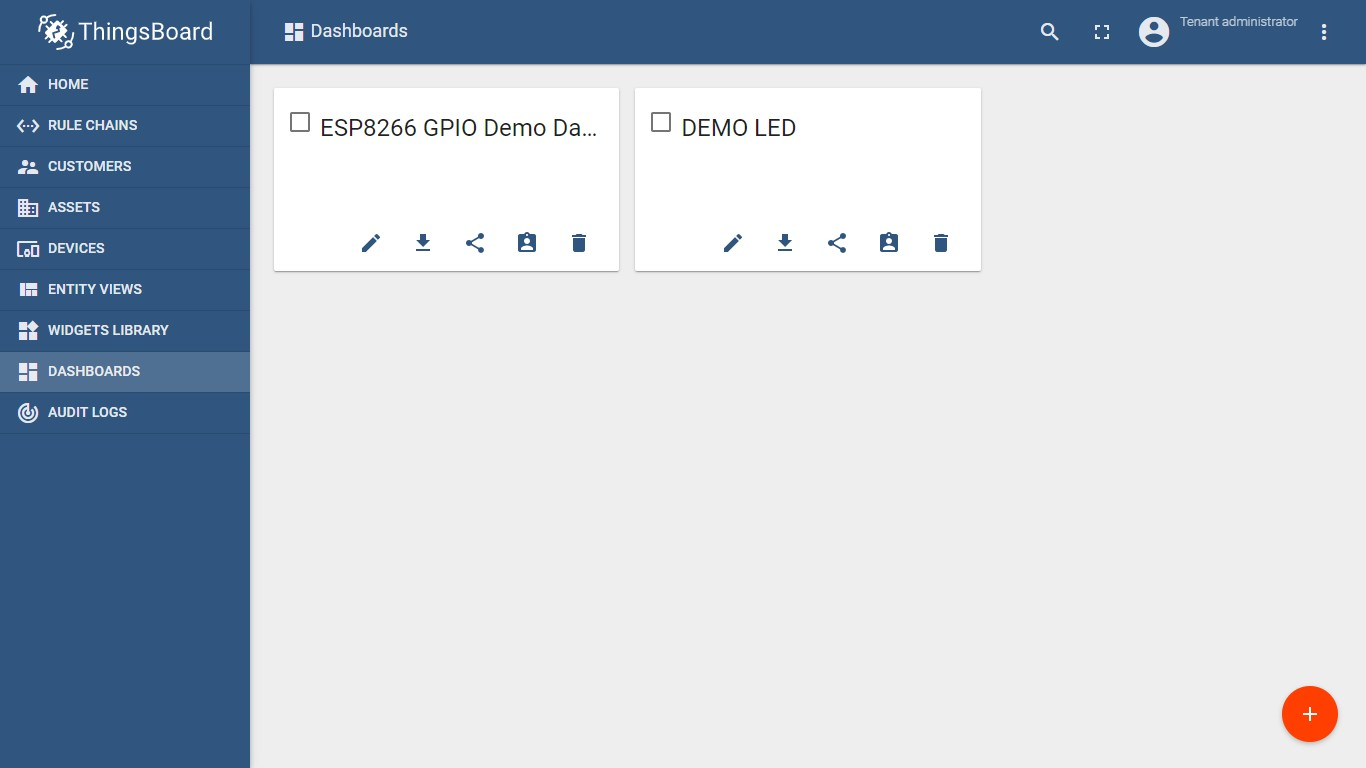 ThingsBoard
Dashboards
Tenant administrator
HOME
RULE CHAINS
CUSTOMERS
ASSETS
DEVICES
ENTITY VIEWS
WIDGETS LIBRARY
DASHBOARDS
AUDIT LOGS
ESP8266 GPIO Demo Da...
DEMO LED